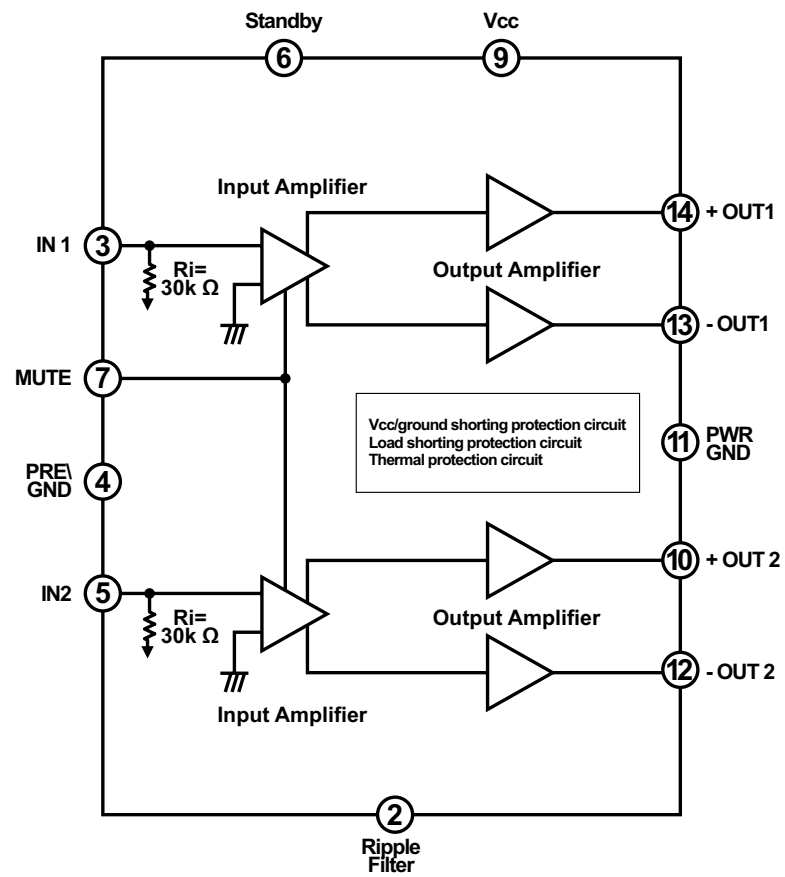 Standby
Vcc
6
9
Input Amplifier
14
+ OUT1
IN 1
3
Ri=
30k Ω
Output Amplifier
13
- OUT1
MUTE
7
Vcc/ground shorting protection circuit
Load shorting protection circuit
Thermal protection circuit
11
PWR
GND
PRE\
GND
4
10
+ OUT 2
IN2
5
Ri=
30k Ω
Output Amplifier
12
- OUT 2
Input Amplifier
2
Ripple
Filter